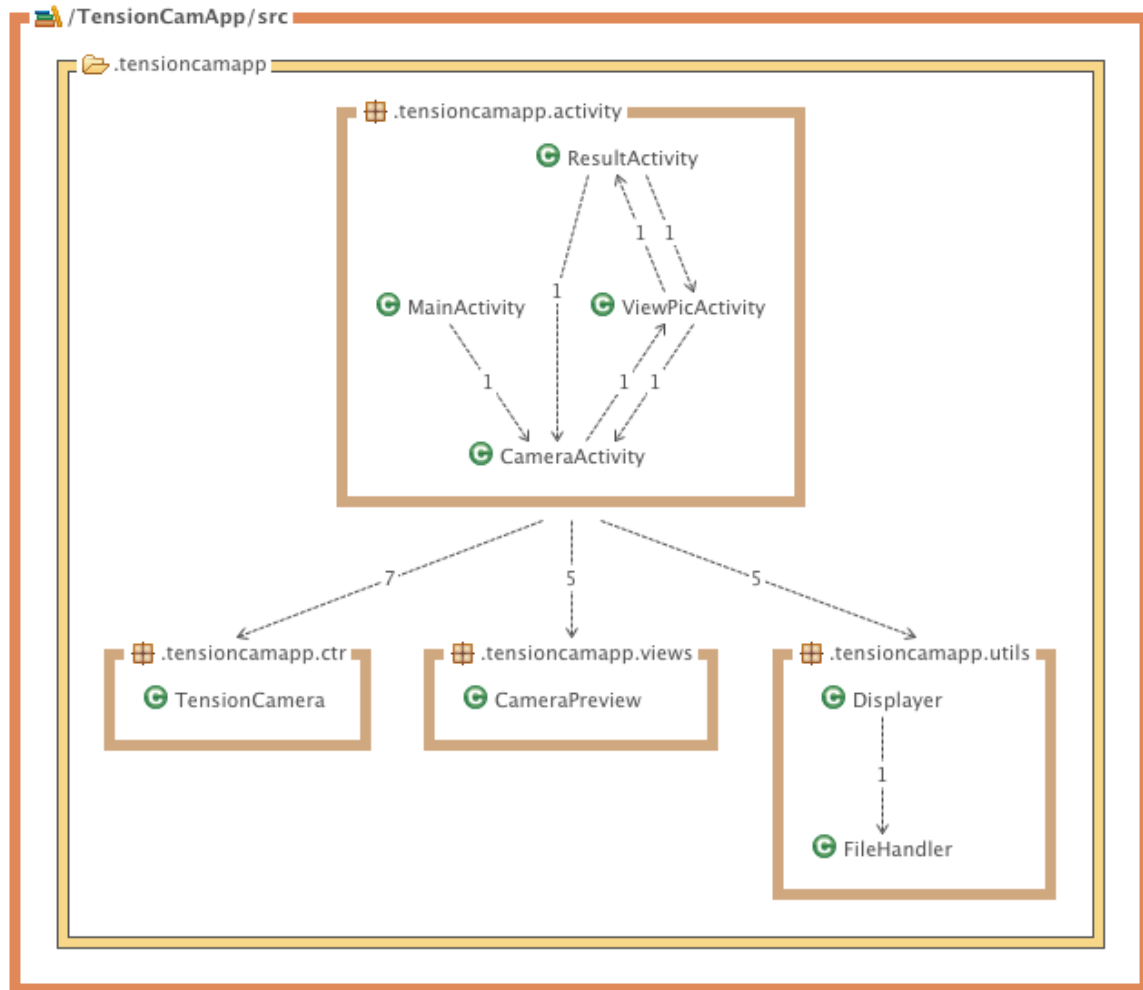 /TensionCamApp/src
.tensioncamapp
.tensioncamapp.activity
ResultActivity
1 1
1
MainActivity ViewPicActivity
1 1 1
CameraActivity
7 5 5
.tensioncamapp.ctr .tensioncamapp.views .tensioncamapp.utils
TensionCamera CameraPreview Displayer
1
FileHandler